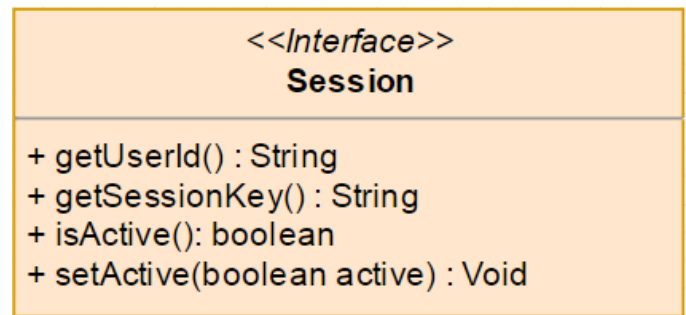 <<Interface>>
Session
+ getUserId() : String
+ getSessionKey() : String
+ isActive(): boolean
+ setActive(boolean active) : Void